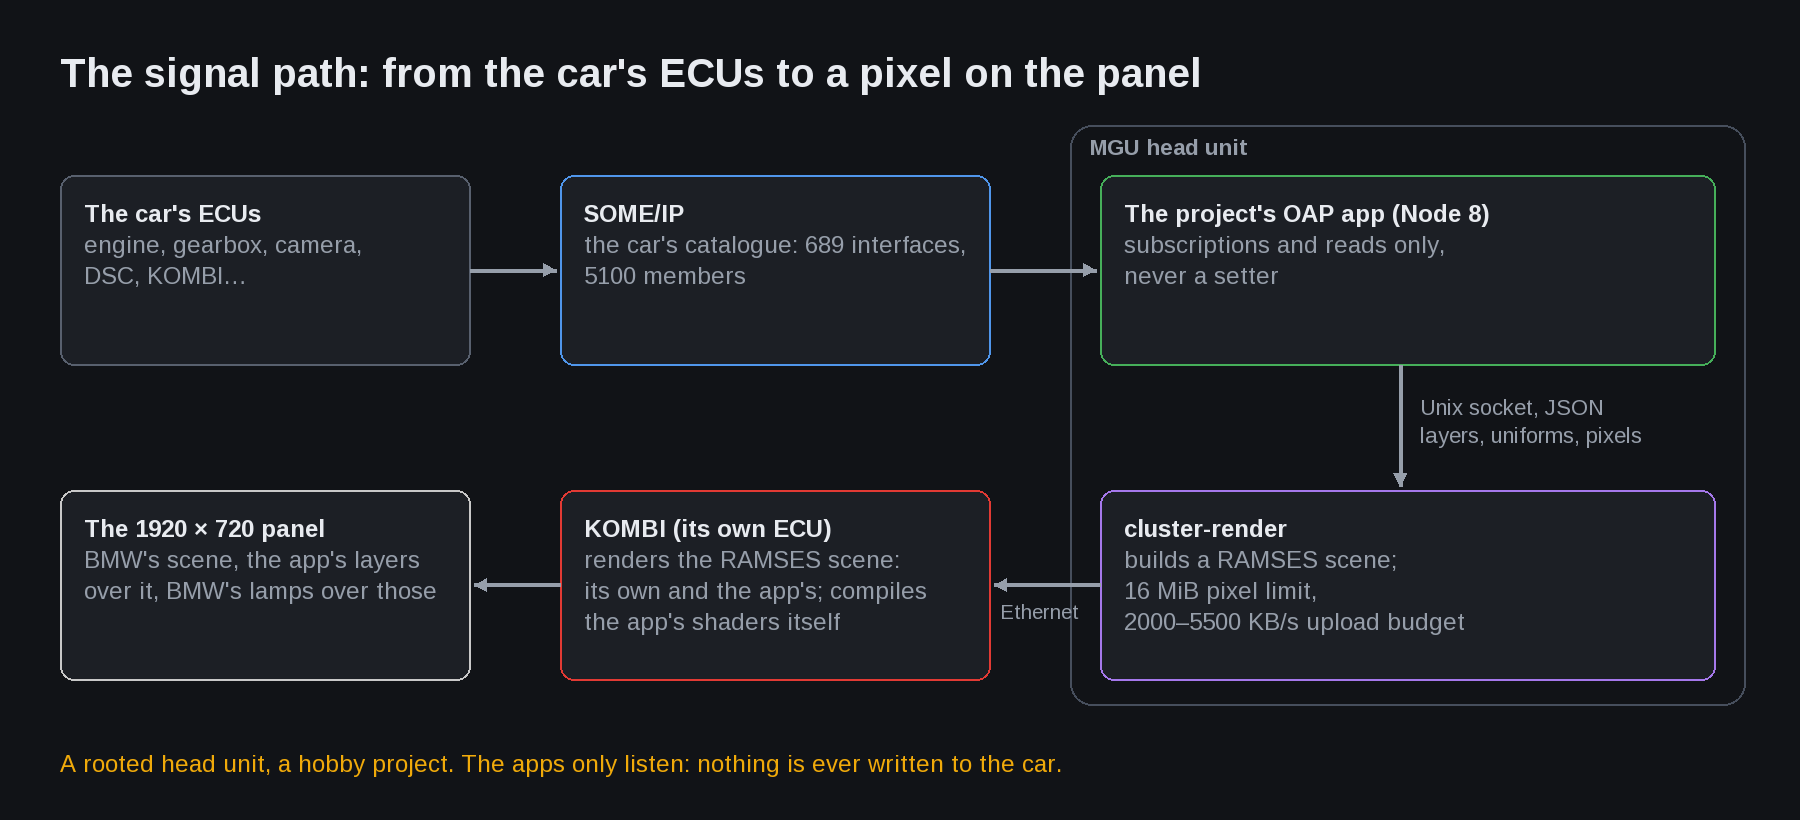 The signal path: from the car's ECUs to a pixel on the panel
MGU head unit
The car's ECUs
engine, gearbox, camera,
DSC, KOMBI…
SOME/IP
the car's catalogue: 689 interfaces,
5100 members
The project's OAP app (Node 8)
subscriptions and reads only,
never a setter
Unix socket, JSON
layers, uniforms, pixels
The 1920 × 720 panel
BMW's scene, the app's layers
over it, BMW's lamps over those
KOMBI (its own ECU)
renders the RAMSES scene:
its own and the app's; compiles
the app's shaders itself
Ethernet
cluster-render
builds a RAMSES scene;
16 MiB pixel limit,
2000–5500 KB/s upload budget
A rooted head unit, a hobby project. The apps only listen: nothing is ever written to the car.